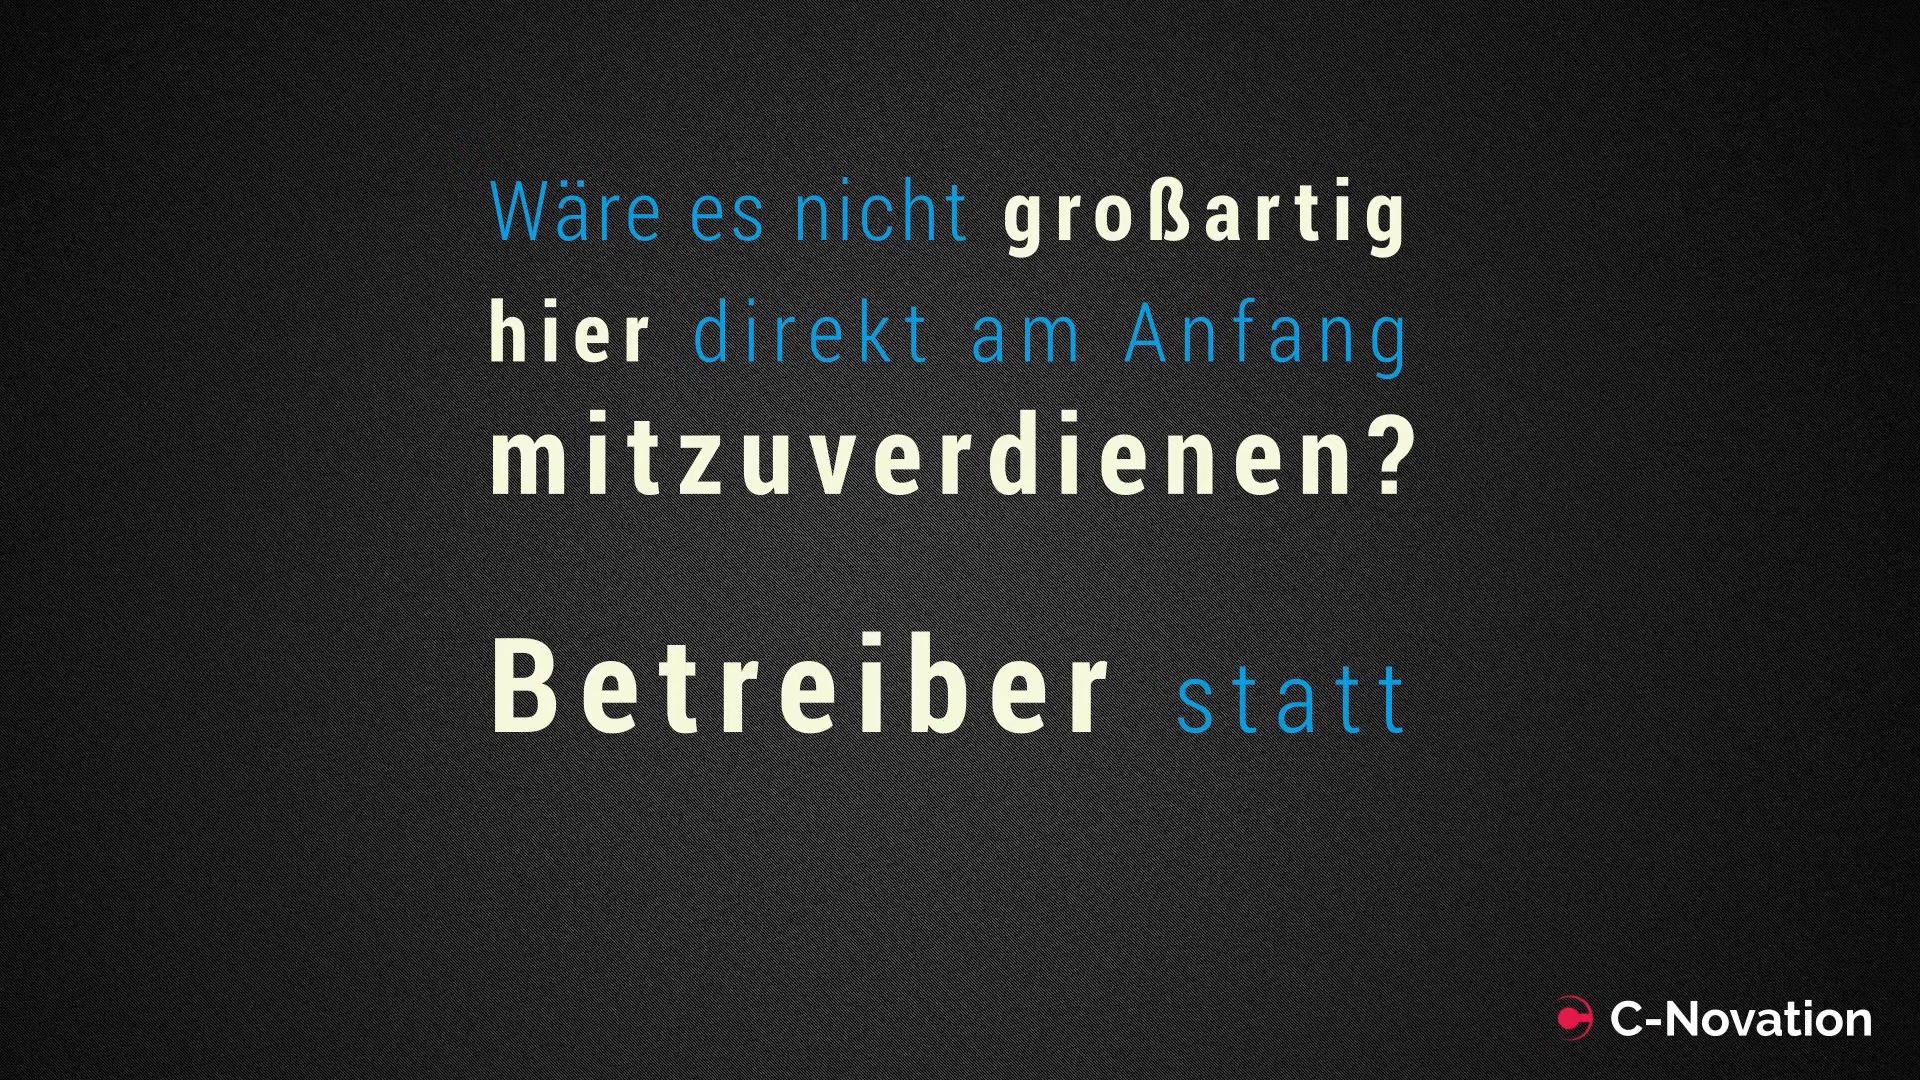 Wäre es nicht großartig
hier direkt am Anfang
mitzuverdienen?
Betreiber statt
C-Novation